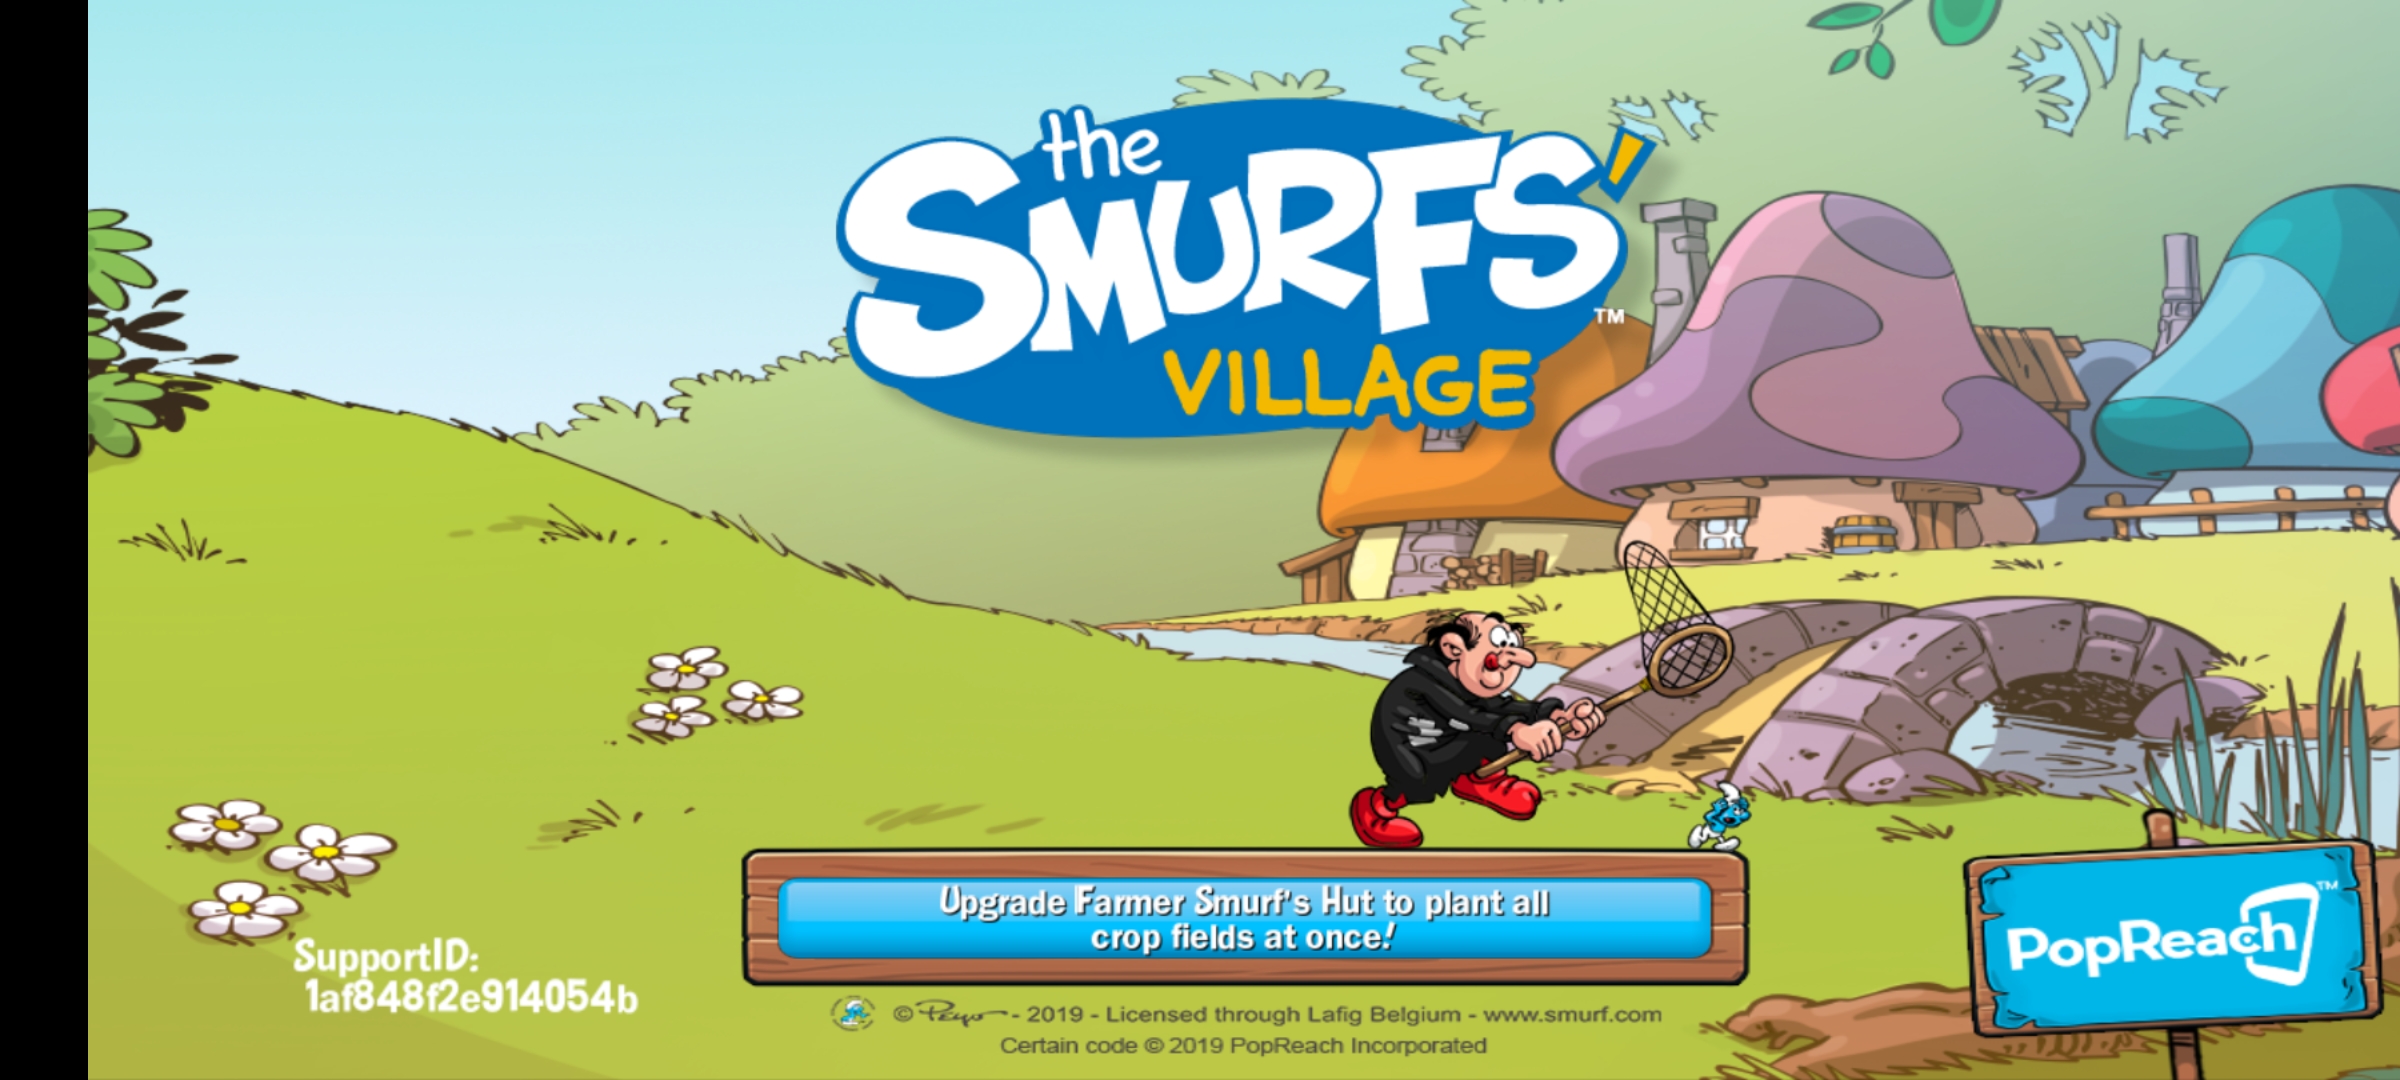 the
SMURFS'
TM
VILLAGE
Upgrade Farmer Smurf's Hut to plant all
crop fields at once!
SupportID:
1af848f2e914054b
© Peyo - 2019 - Licensed through Lafig Belgium - www.smurf.com
Certain code © 2019 PopReach Incorporated
PopReach TM